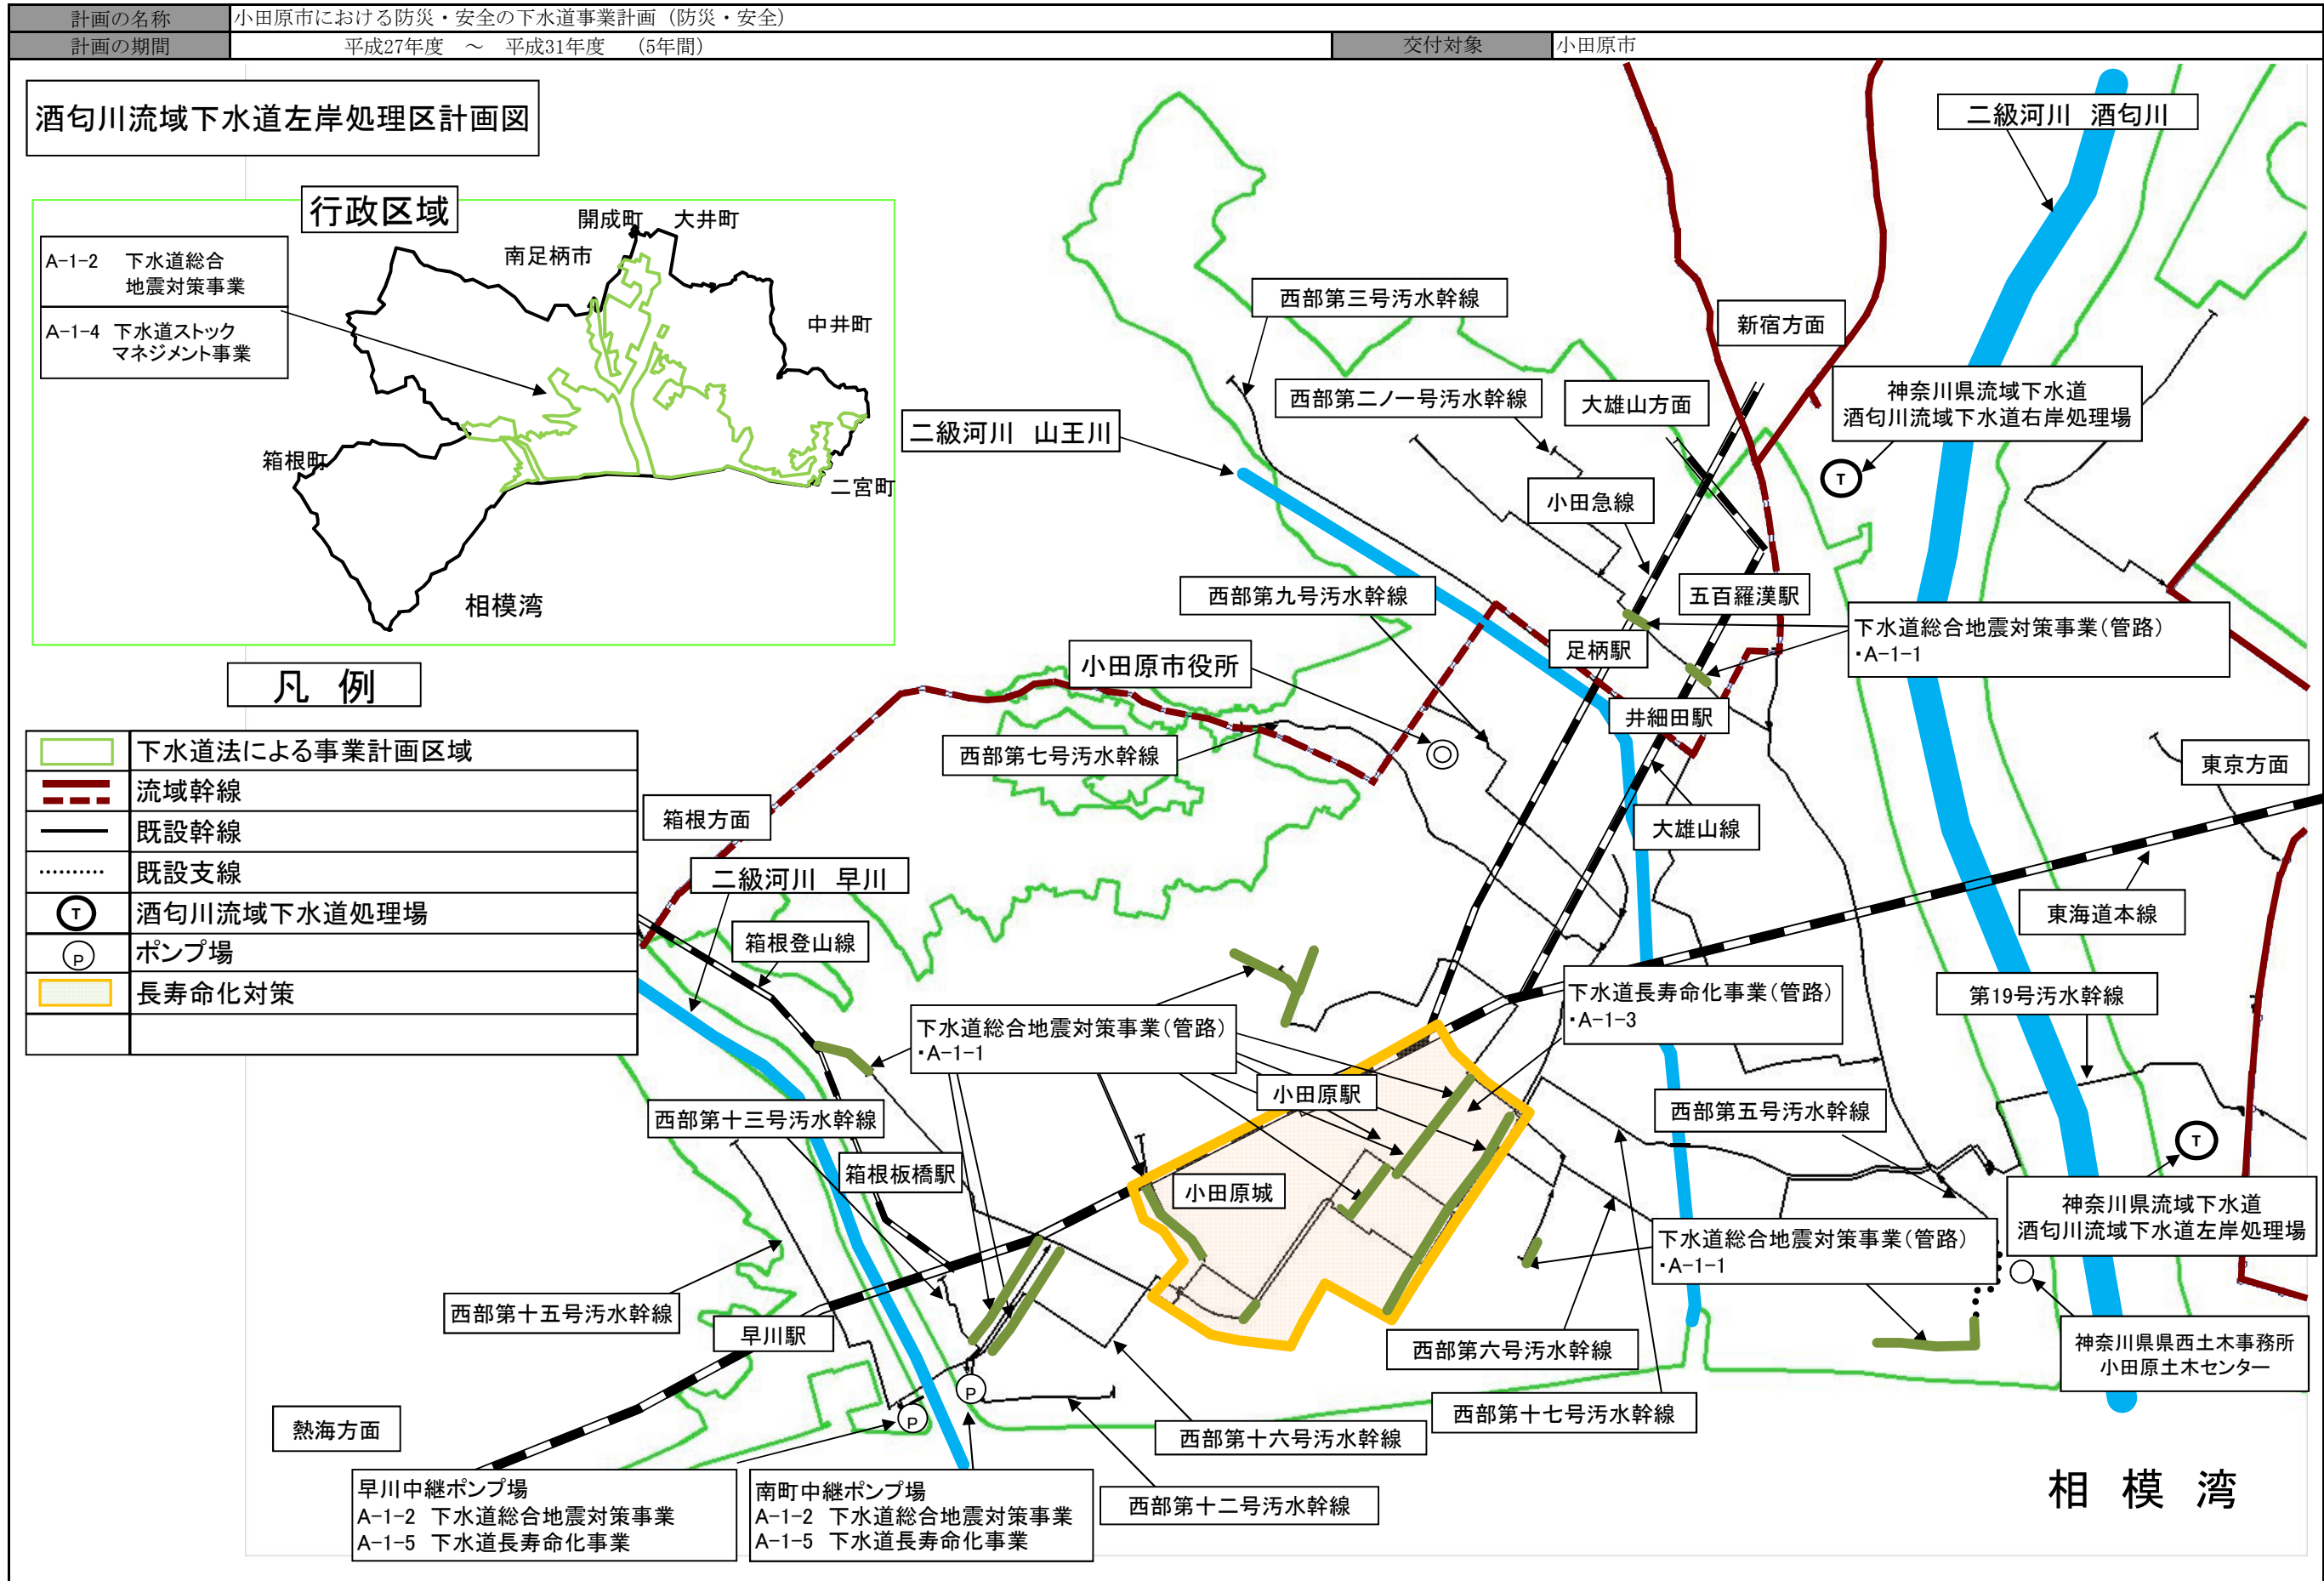 計画の名称
小田原市における防災・安全の下水道事業計画（防災・安全）
計画の期間
平成27年度　～　平成31年度　（5年間）
交付対象
小田原市
酒匂川流域下水道左岸処理区計画図
行政区域
A-1-2　下水道総合
地震対策事業
A-1-4　下水道ストック
マネジメント事業
開成町
大井町
南足柄市
中井町
箱根町
二宮町
相模湾
凡　例
下水道法による事業計画区域
流域幹線
既設幹線
既設支線
T
酒匂川流域下水道処理場
P
ポンプ場
長寿命化対策
二級河川　酒匂川
西部第三号汚水幹線
新宿方面
西部第二ノ一号汚水幹線
大雄山方面
神奈川県流域下水道
酒匂川流域下水道右岸処理場
T
二級河川　山王川
小田急線
西部第九号汚水幹線
五百羅漢駅
下水道総合地震対策事業（管路）
・A-1-1
足柄駅
小田原市役所
井細田駅
西部第七号汚水幹線
東京方面
箱根方面
大雄山線
二級河川　早川
箱根登山線
東海道本線
下水道長寿命化事業（管路）
・A-1-3
第19号汚水幹線
下水道総合地震対策事業（管路）
・A-1-1
小田原駅
西部第十三号汚水幹線
西部第五号汚水幹線
T
箱根板橋駅
小田原城
神奈川県流域下水道
酒匂川流域下水道左岸処理場
下水道総合地震対策事業（管路）
・A-1-1
西部第十五号汚水幹線
早川駅
西部第六号汚水幹線
神奈川県県西土木事務所
小田原土木センター
P
P
熱海方面
西部第十七号汚水幹線
西部第十六号汚水幹線
早川中継ポンプ場
A-1-2　下水道総合地震対策事業
A-1-5　下水道長寿命化事業
南町中継ポンプ場
A-1-2　下水道総合地震対策事業
A-1-5　下水道長寿命化事業
西部第十二号汚水幹線
相　模　湾